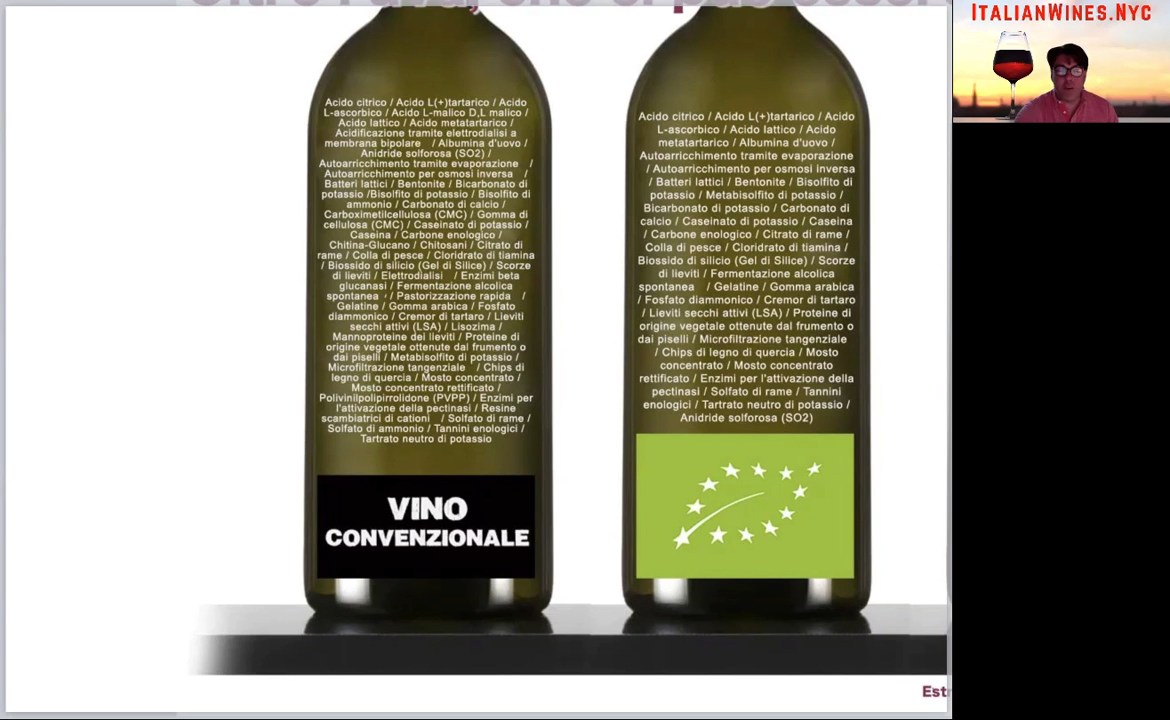 ITALIANWINES.NYC
Acido citrico / Acido L(+)tartarico / Acido
L-ascorbico / Acido L-malico D,L malico /
Acido lattico / Acido metatartarico /
Acidificazione tramite elettrodialisi a
membrana bipolare / Albumina d'uovo /
Anidride solforosa (SO2) /
Autoarricchimento tramite evaporazione /
Autoarricchimento per osmosi inversa /
Batteri lattici / Bentonite / Bicarbonato di
potassio /Bisolfito di potassio / Bisolfito di
ammonio / Carbonato di calcio /
Carboximetilcellulosa (CMC) / Gomma di
cellulosa (CMC) / Caseinato di potassio /
Caseina / Carbone enologico /
Chitina-Glucano / Chitosani / Citrato di
rame / Colla di pesce / Cloridrato di tiamina
/ Biossido di silicio (Gel di Silice) / Scorze
di lieviti / Elettrodialisi / Enzimi beta
glucanasi / Fermentazione alcolica
spontanea / Pastorizzazione rapida /
Gelatine / Gomma arabica / Fosfato
diammonico / Cremor di tartaro / Lieviti
secchi attivi (LSA) / Lisozima /
Mannoproteine dei lieviti / Proteine di
origine vegetale ottenute dal frumento o
dai piselli / Metabisolfito di potassio /
Microfiltrazione tangenziale / Chips di
legno di quercia / Mosto concentrato /
Mosto concentrato rettificato /
Polivinilpolipirrolidone (PVPP) / Enzimi per
l'attivazione della pectinasi / Resine
scambiatrici di cationi / Solfato di rame /
Solfato di ammonio / Tannini enologici /
Tartrato neutro di potassio
VINO
CONVENZIONALE
Acido citrico / Acido L(+)tartarico / Acido
L-ascorbico / Acido lattico / Acido
metatartarico / Albumina d'uovo /
Autoarricchimento tramite evaporazione
/ Autoarricchimento per osmosi inversa
/ Batteri lattici / Bentonite / Bisolfito di
potassio / Metabisolfito di potassio /
Bicarbonato di potassio / Carbonato di
calcio / Caseinato di potassio / Caseina
/ Carbone enologico / Citrato di rame /
Colla di pesce / Cloridrato di tiamina /
Biossido di silicio (Gel di Silice) / Scorze
di lieviti / Fermentazione alcolica
spontanea / Gelatine / Gomma arabica
/ Fosfato diammonico / Cremor di tartaro
/ Lieviti secchi attivi (LSA) / Proteine di
origine vegetale ottenute dal frumento o
dai piselli / Microfiltrazione tangenziale
/ Chips di legno di quercia / Mosto
concentrato / Mosto concentrato
rettificato / Enzimi per l'attivazione della
pectinasi / Solfato di rame / Tannini
enologici / Tartrato neutro di potassio /
Anidride solforosa (SO2)
Est